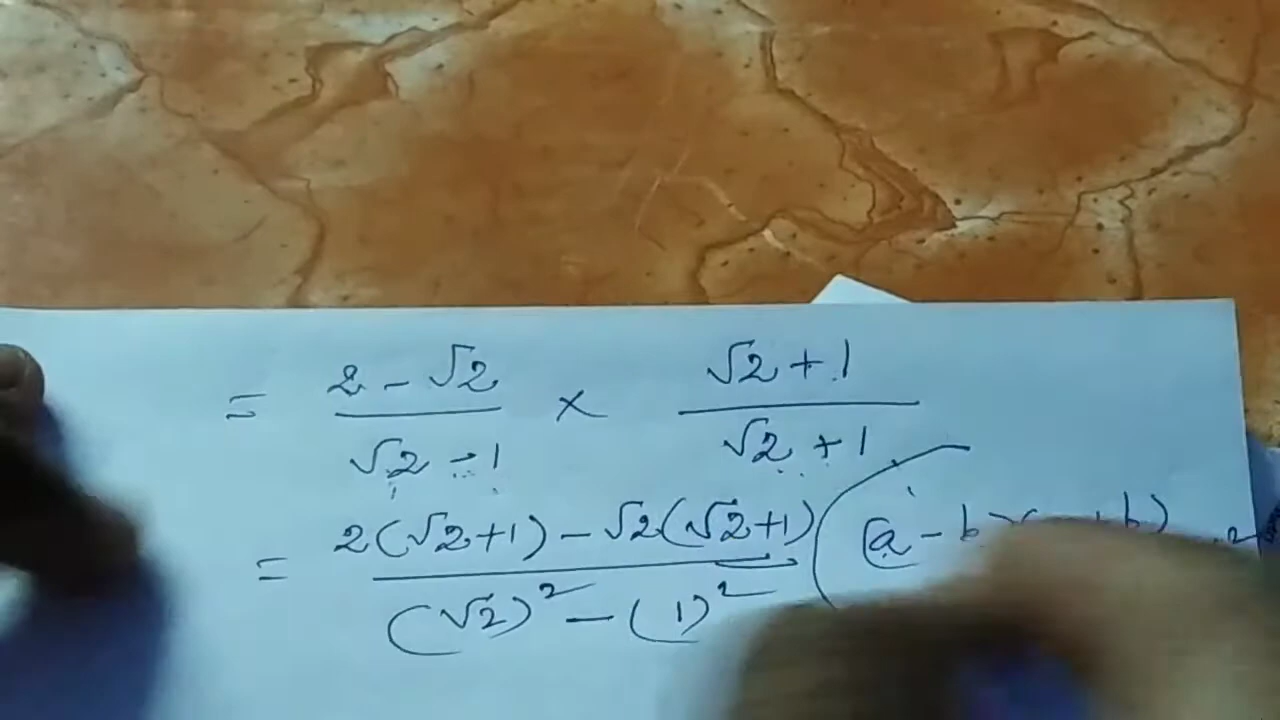 = 2 - √2 / √2 - 1 × √2 + 1 / √2 + 1
= 2(√2+1) - √2(√2+1) / (√2)² - (1)² ( (a - b